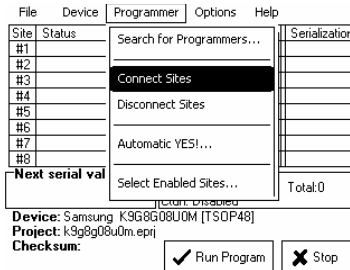 File Device Programmer Options Help
Site Status Serialization
#1 Search for Programmers...
#2
#3 Connect Sites
#4 Disconnect Sites
#5
#6
#7 Automatic YES!...
#8
Next serial val Select Enabled Sites... Total:0
Disabled
Device: Samsung K9G8G08U0M [TSOP48]
Project: k9g8g08u0m.eprj
Checksum:
Run Program Stop